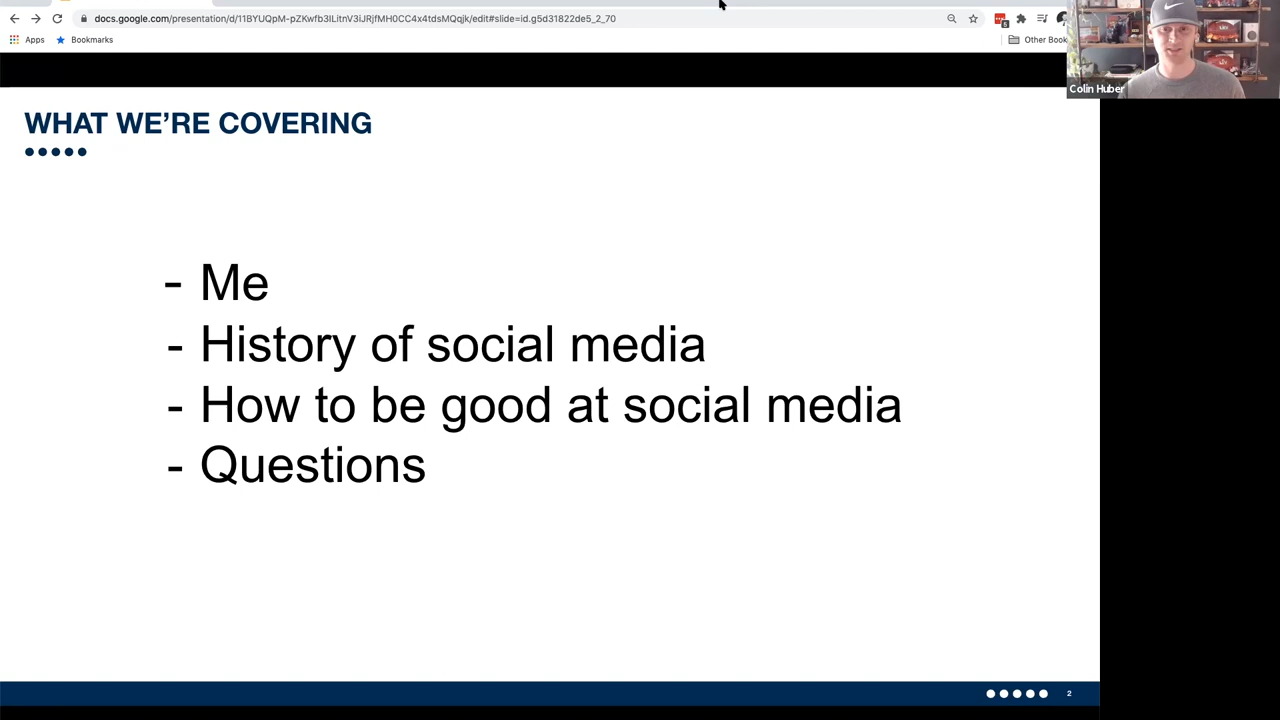 docs.google.com/presentation/d/11BYUQpM-pZKwfb3ILitnV3iJRjfMH0CC4x4tdsMQqjk/edit#slide=id.g5d31822de5_2_70
Apps
Bookmarks
Other Book
Colin Huber
WHAT WE'RE COVERING
- Me
- History of social media
- How to be good at social media
- Questions
2